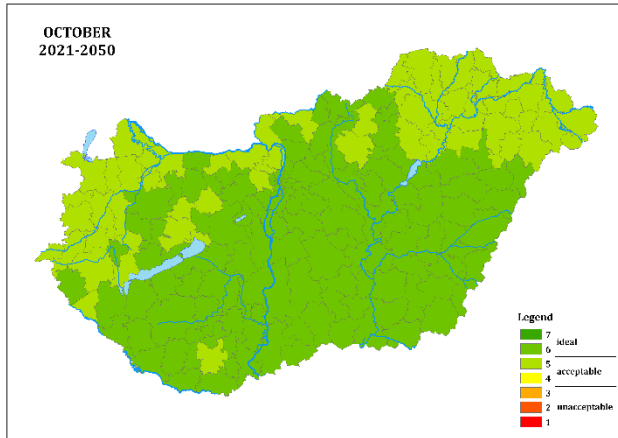 OCTOBER
2021-2050
Legend
7
ideal
6
5
acceptable
4
3
2 unacceptable
1